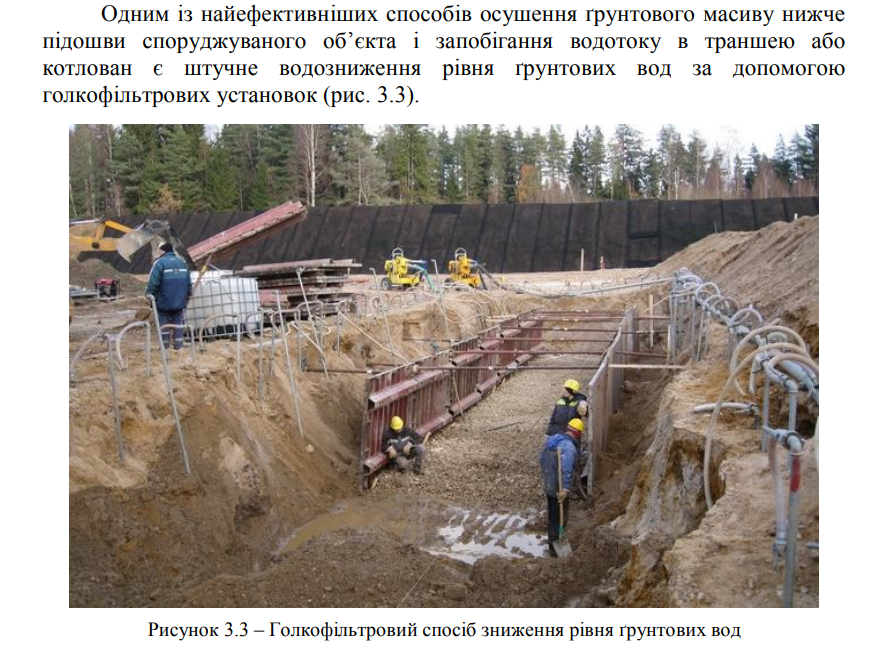 Одним із найефективніших способів осушення ґрунтового масиву нижче
підошви споруджуваного об’єкта і запобігання водотоку в траншею або
котлован є штучне водозниження рівня ґрунтових вод за допомогою
голкофільтрових установок (рис. 3.3).
Рисунок 3.3 – Голкофільтровий спосіб зниження рівня ґрунтових вод